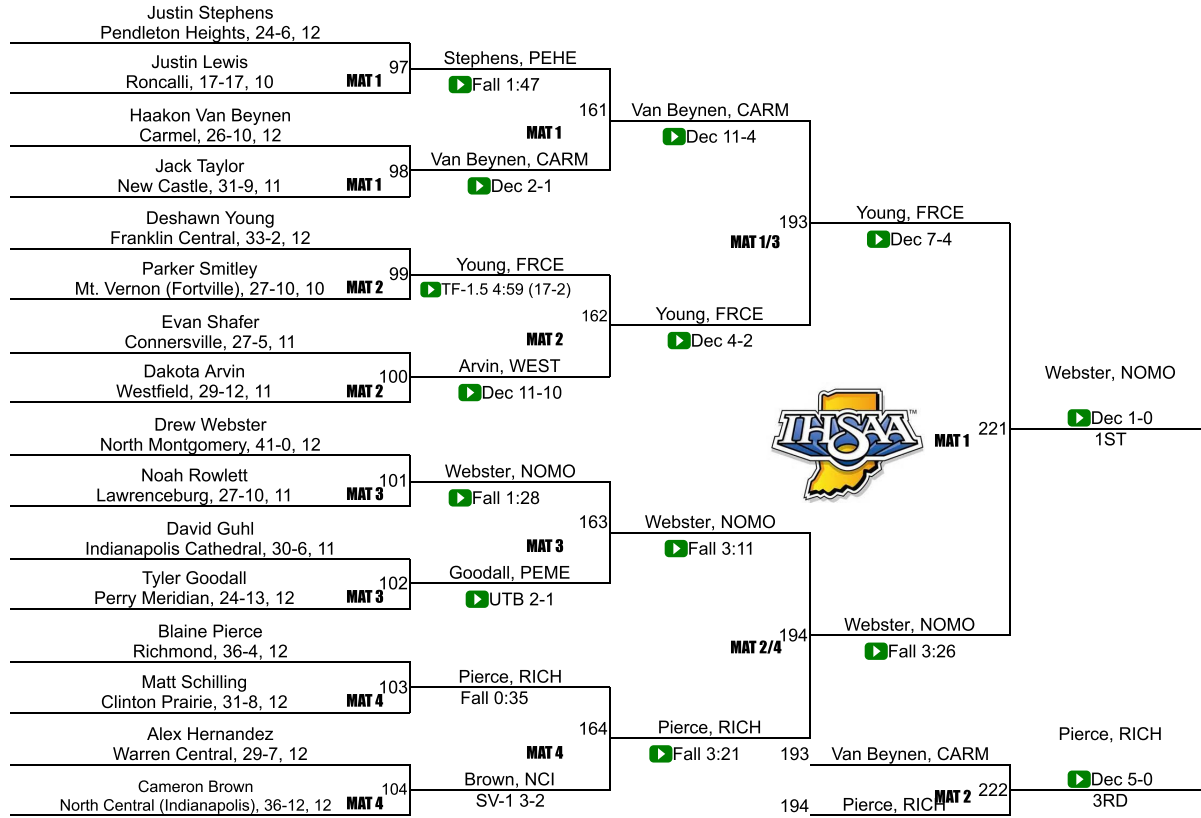 Justin Stephens
Pendleton Heights, 24-6, 12
Justin Lewis
Roncalli, 17-17, 10
MAT 1
97
Stephens, PEHE
Fall 1:47
Haakon Van Beynen
Carmel, 26-10, 12
Jack Taylor
New Castle, 31-9, 11
MAT 1
98
Van Beynen, CARM
Dec 2-1
161
MAT 1
Van Beynen, CARM
Dec 11-4
Deshawn Young
Franklin Central, 33-2, 12
Parker Smitley
Mt. Vernon (Fortville), 27-10, 10
MAT 2
99
Young, FRCE
TF-1.5 4:59 (17-2)
Evan Shafer
Connersville, 27-5, 11
Dakota Arvin
Westfield, 29-12, 11
MAT 2
100
Arvin, WEST
Dec 11-10
162
MAT 2
Young, FRCE
Dec 4-2
193
MAT 1/3
Young, FRCE
Dec 7-4
Drew Webster
North Montgomery, 41-0, 12
Noah Rowlett
Lawrenceburg, 27-10, 11
MAT 3
101
Webster, NOMO
Fall 1:28
David Guhl
Indianapolis Cathedral, 30-6, 11
Tyler Goodall
Perry Meridian, 24-13, 12
MAT 3
102
Goodall, PEME
UTB 2-1
163
MAT 3
Webster, NOMO
Fall 3:11
Blaine Pierce
Richmond, 36-4, 12
Matt Schilling
Clinton Prairie, 31-8, 12
MAT 4
103
Pierce, RICH
Fall 0:35
Alex Hernandez
Warren Central, 29-7, 12
Cameron Brown
North Central (Indianapolis), 36-12, 12
MAT 4
104
Brown, NCI
SV-1 3-2
164
MAT 4
Pierce, RICH
Fall 3:21
194
MAT 2/4
Webster, NOMO
Fall 3:26
IHSAA™
MAT 1
221
Webster, NOMO
Dec 1-0
1ST
193
Van Beynen, CARM
194
Pierce, RICH
MAT 2
222
Pierce, RICH
Dec 5-0
3RD